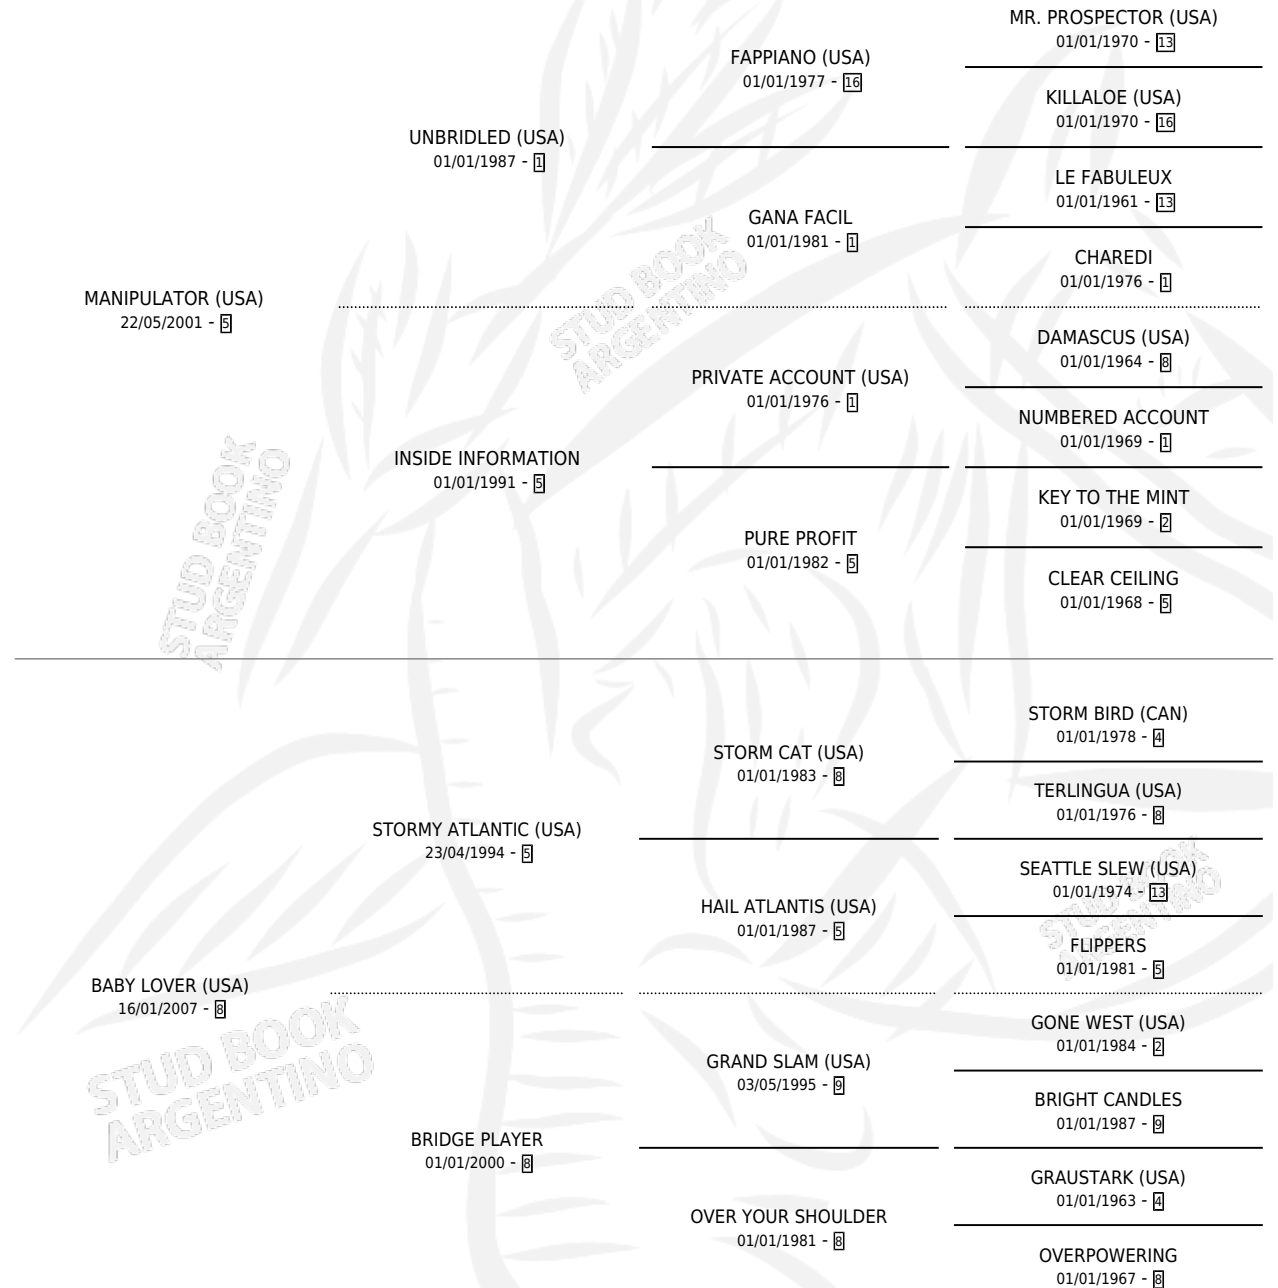 MR. PROSPECTOR (USA)
01/01/1970 - 13
FAPPIANO (USA)
01/01/1977 - 16
KILLALOE (USA)
01/01/1970 - 16
UNBRIDLED (USA)
01/01/1987 - 1
LE FABULEUX
01/01/1961 - 13
GANA FACIL
01/01/1981 - 1
CHAREDI
01/01/1976 - 1
MANIPULATOR (USA)
22/05/2001 - 5
DAMASCUS (USA)
01/01/1964 - 8
PRIVATE ACCOUNT (USA)
01/01/1976 - 1
NUMBERED ACCOUNT
01/01/1969 - 1
INSIDE INFORMATION
01/01/1991 - 5
KEY TO THE MINT
01/01/1969 - 2
PURE PROFIT
01/01/1982 - 5
CLEAR CEILING
01/01/1968 - 5
STUD BOOK
ARGENTINO
STUD BOOK
ARGENTINO
STORM BIRD (CAN)
01/01/1978 - 4
STORM CAT (USA)
01/01/1983 - 8
TERLINGUA (USA)
01/01/1976 - 8
STORMY ATLANTIC (USA)
23/04/1994 - 5
SEATTLE SLEW (USA)
01/01/1974 - 13
HAIL ATLANTIS (USA)
01/01/1987 - 5
FLIPPERS
01/01/1981 - 5
BABY LOVER (USA)
16/01/2007 - 8
GONE WEST (USA)
01/01/1984 - 2
GRAND SLAM (USA)
03/05/1995 - 9
BRIGHT CANDLES
01/01/1987 - 9
BRIDGE PLAYER
01/01/2000 - 8
GRAUSTARK (USA)
01/01/1963 - 4
OVER YOUR SHOULDER
01/01/1981 - 8
OVERPOWERING
01/01/1967 - 8
STUD BOOK
ARGENTINO
STUD BOOK
ARGENTINO